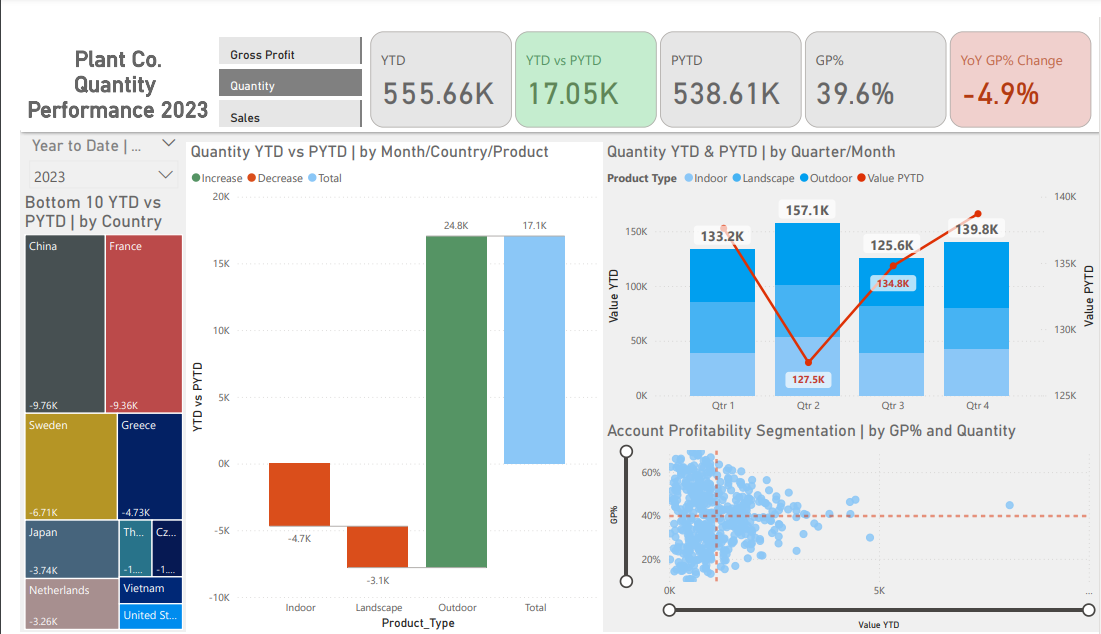 Plant Co.
Quantity
Performance 2023
Gross Profit
Quantity
Sales
YTD
555.66K
YTD vs PYTD
17.05K
PYTD
538.61K
GP%
39.6%
YoY GP% Change
-4.9%
Year to Date | ...
2023
Bottom 10 YTD vs
PYTD | by Country
China
-9.76K
France
-9.36K
Sweden
-6.71K
Greece
-4.73K
Japan
-3.74K
Th...
-1....
Cz...
-1....
Netherlands
-3.26K
Vietnam
United St...
Quantity YTD vs PYTD | by Month/Country/Product
Increase Decrease Total
YTD vs PYTD
20K
15K
10K
5K
0K
-5K
-10K
-4.7K
-3.1K
24.8K
17.1K
Indoor
Landscape
Outdoor
Total
Product_Type
Quantity YTD & PYTD | by Quarter/Month
Product Type Indoor Landscape Outdoor Value PYTD
Value YTD
150K
100K
50K
0K
133.2K
157.1K
125.6K
139.8K
134.8K
127.5K
140K
135K
130K
125K
Value PYTD
Qtr 1
Qtr 2
Qtr 3
Qtr 4
Account Profitability Segmentation | by GP% and Quantity
GP%
60%
40%
20%
0K
5K
...
Value YTD